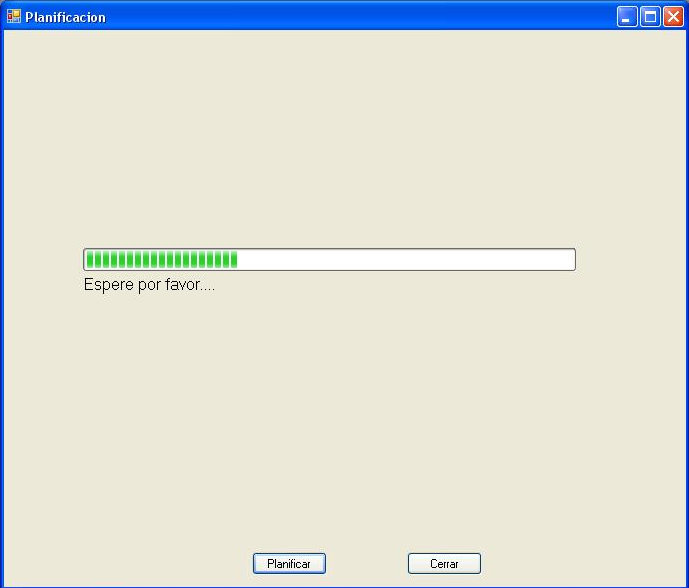 Planificacion
Espere por favor....
Planificar
Cerrar